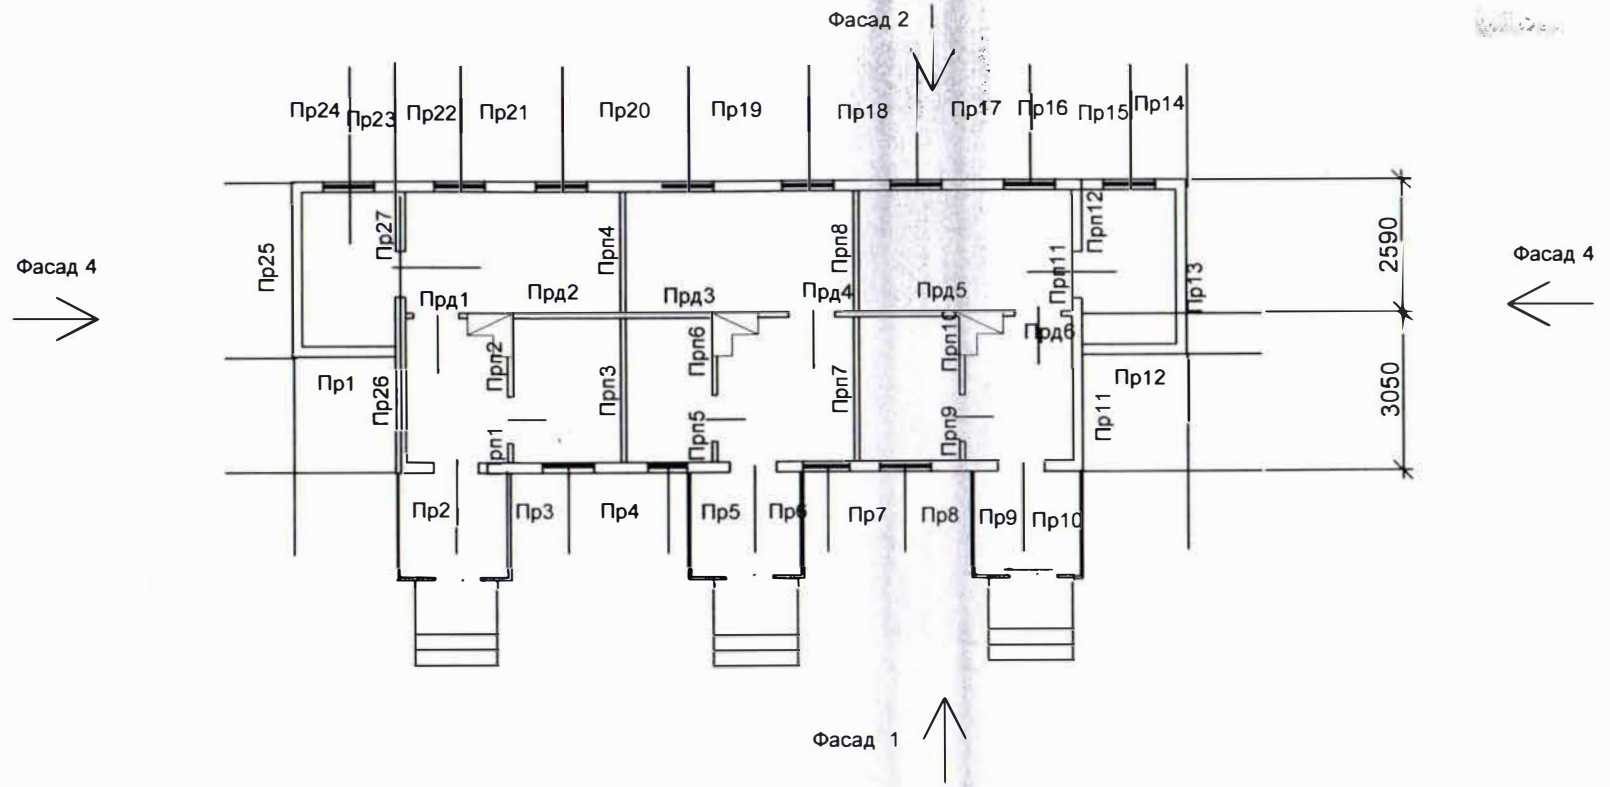 Фасад 2
Пр24 Пр23 Пр22 Пр21 Пр20 Пр19 Пр18 Пр17 Пр16 Пр15 Пр14
Пр25 Пр27 Прп4 Прп8 Прп11 Прп12 Пр13 2590
Фасад 4 Фасад 4
Прд1 Прд2 Прд3 Прд4 Прд5 Прд6
Пр1 Пр26 Прп2 Прп3 Прп6 Прп7 Прп10 Пр11 Пр12 3050
Прп1 Прп5 Прп9
Пр2 Пр3 Пр4 Пр5 Пр6 Пр7 Пр8 Пр9 Пр10
Фасад 1